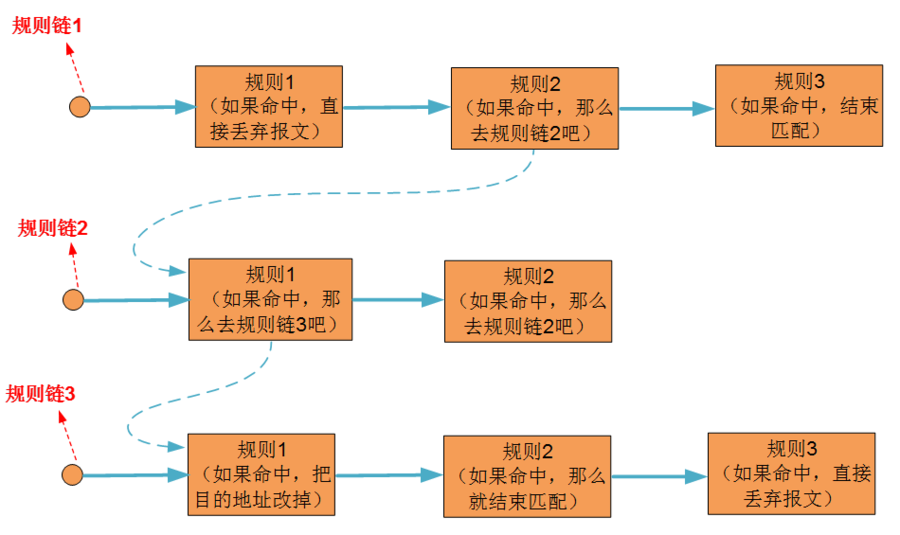 规则链1
规则1
（如果命中，直
接丢弃报文）
规则2
（如果命中，那么
去规则链2吧）
规则3
（如果命中，结束
匹配）
规则链2
规则1
（如果命中，那
么去规则链3吧）
规则2
（如果命中，那么
去规则链2吧）
规则链3
规则1
（如果命中，把
目的地址改掉）
规则2
（如果命中，那么
就结束匹配）
规则3
（如果命中，直接
丢弃报文）